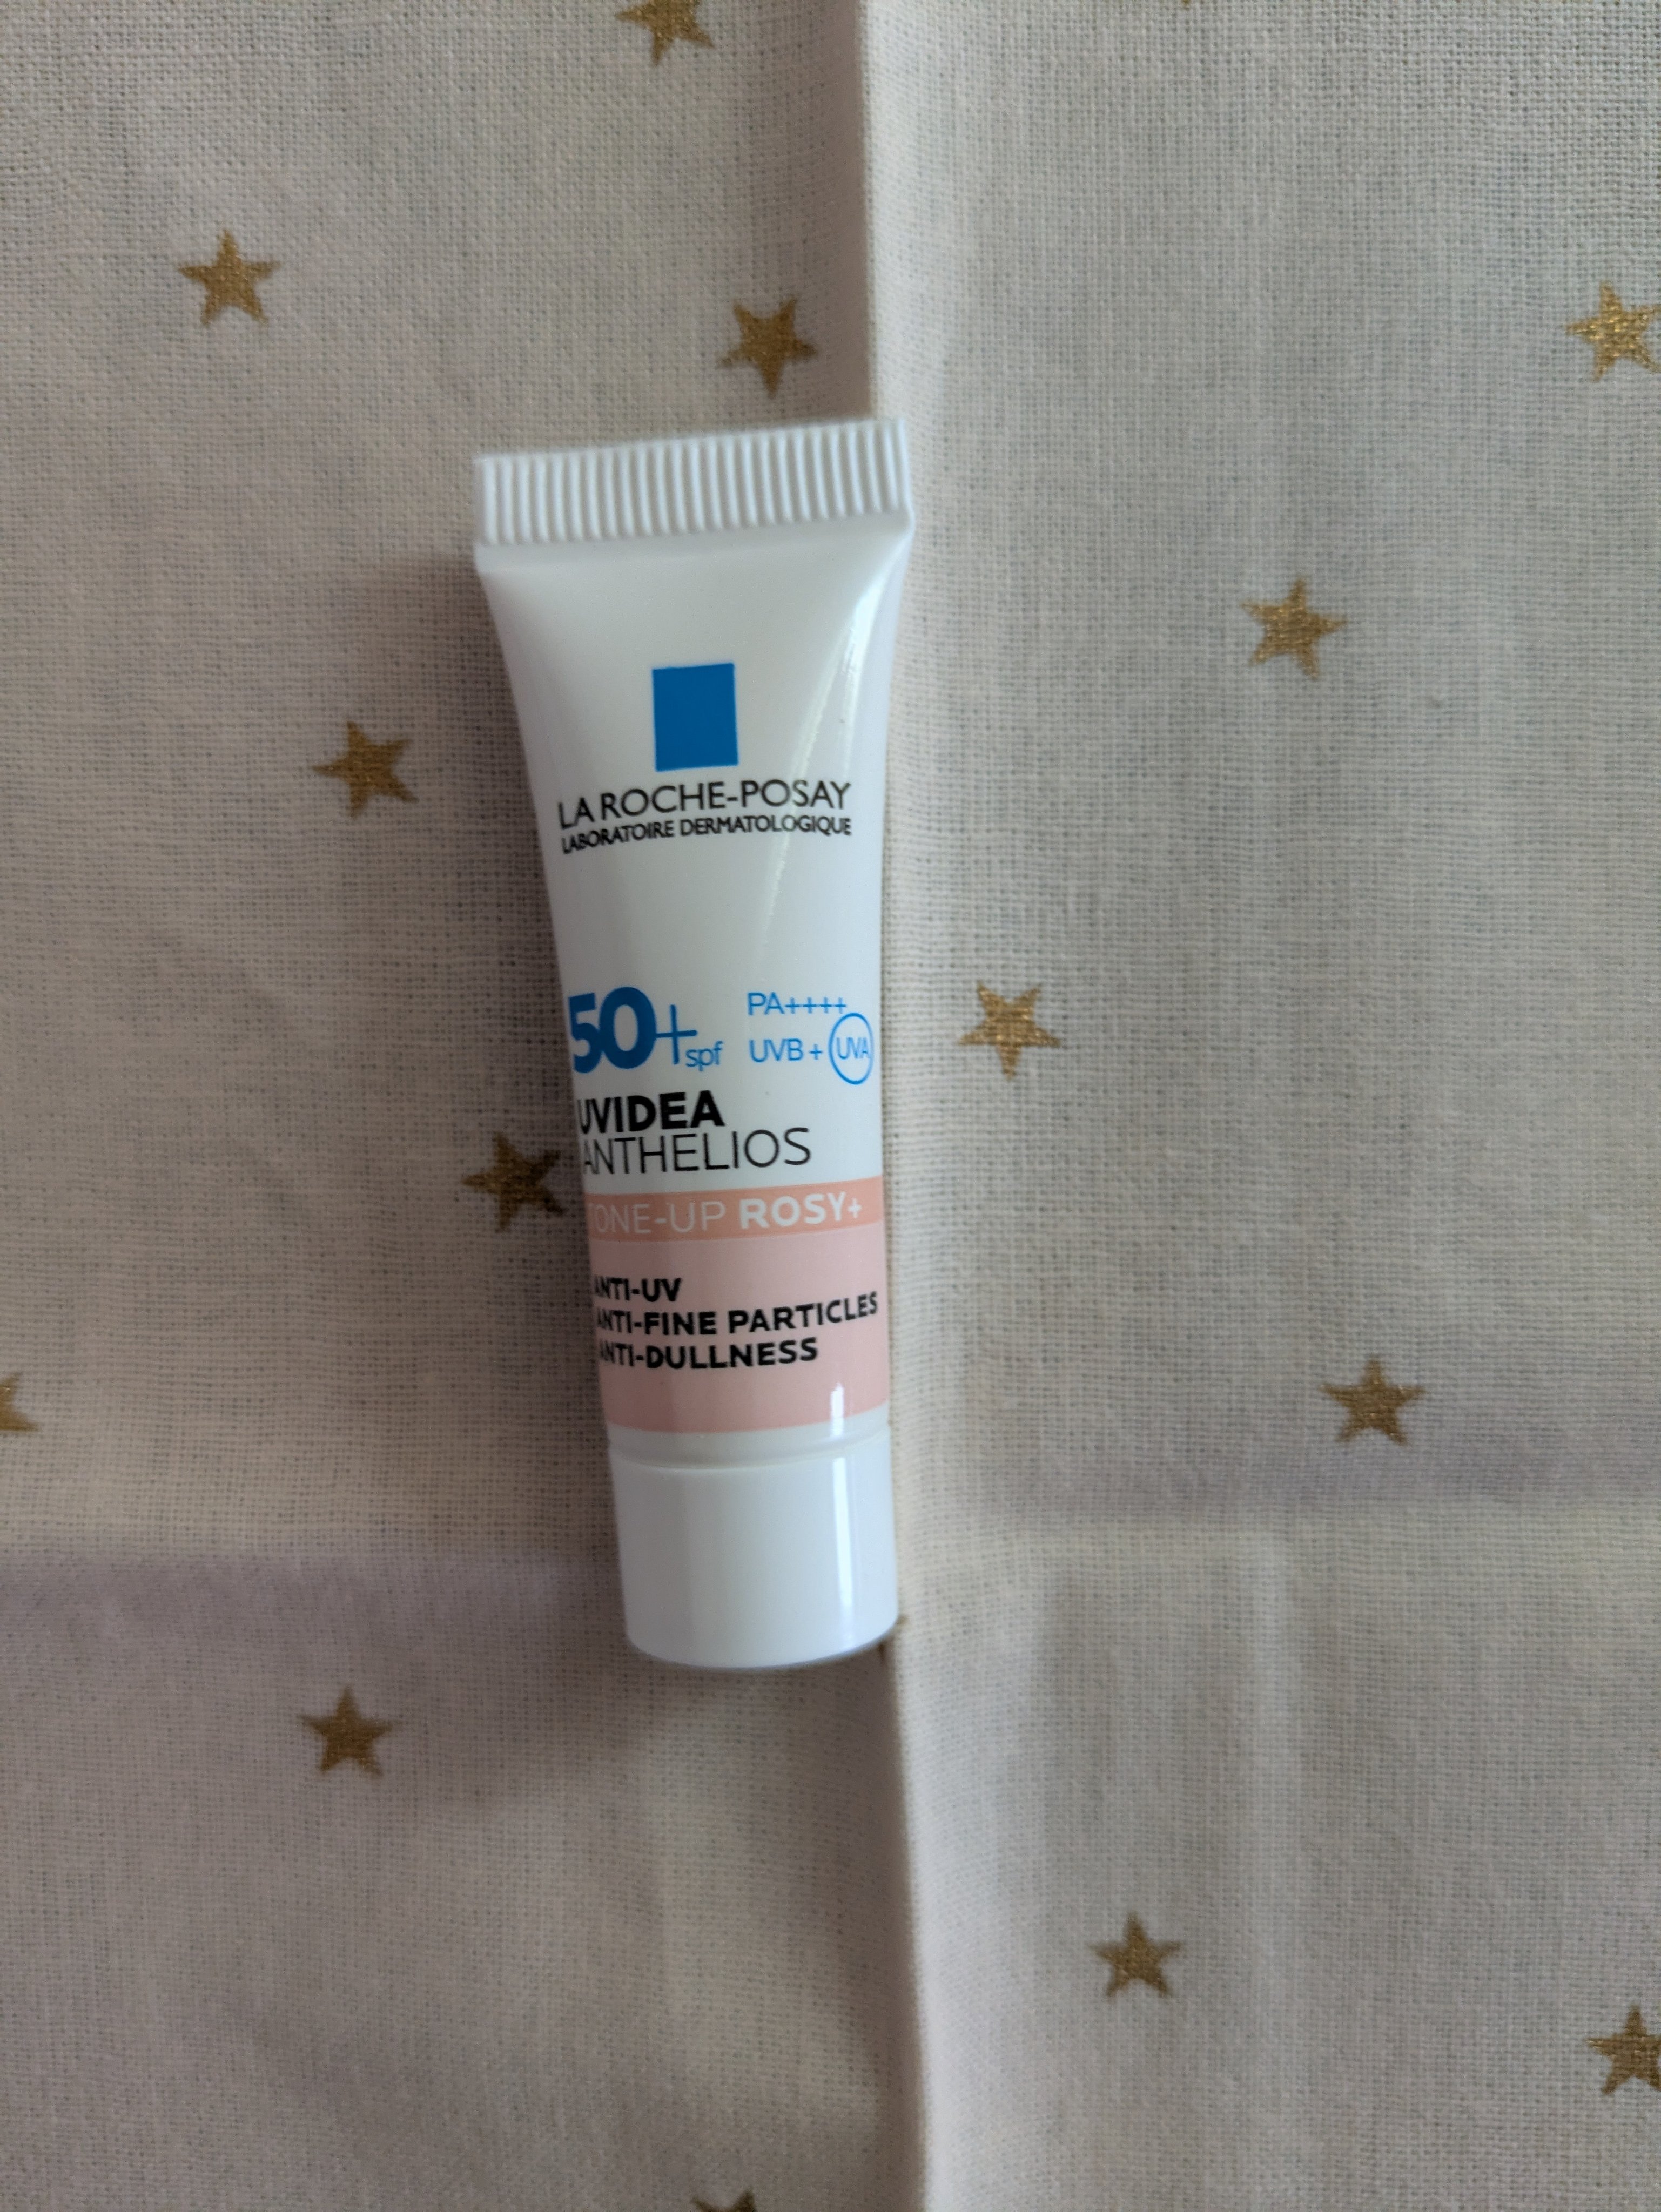 LA ROCHE-POSAY
LABORATOIRE DERMATOLOGIQUE
50+ spf
PA++++
UVB + UVA
UVIDEA
ANTHELIOS
TONE-UP ROSY+
ANTI-UV
ANTI-FINE PARTICLES
ANTI-DULLNESS